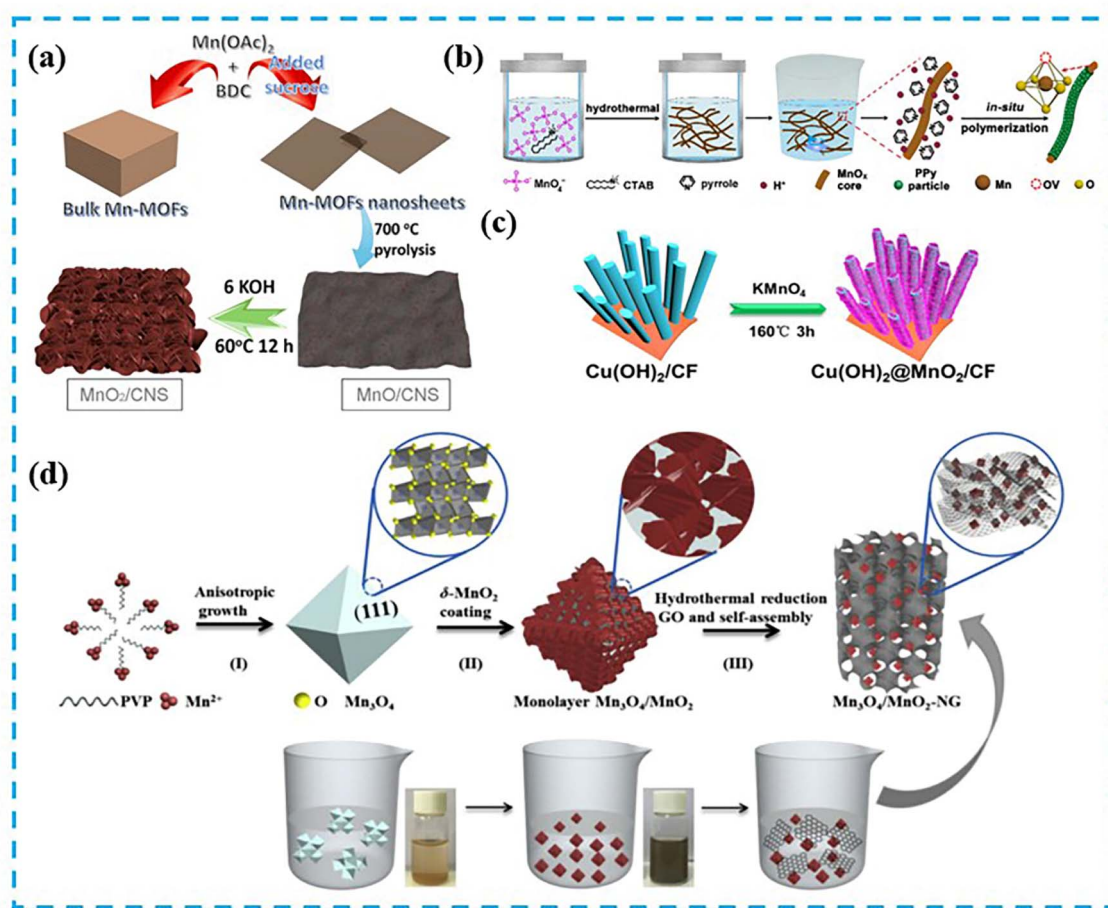 (a)
Mn(OAc)₂
+
BDC
Added
sucrose
Bulk Mn-MOFs
Mn-MOFs nanosheets
700 °C
pyrolysis
6 KOH
60°C 12 h
MnO₂/CNS
MnO/CNS
(b)
hydrothermal
in-situ
polymerization
MnO₄⁻
CTAB
pyrrole
H⁺
MnOₓ
core
PPy
particle
Mn
OV
O
(c)
KMnO₄
160℃ 3h
Cu(OH)₂/CF
Cu(OH)₂@MnO₂/CF
(d)
Anisotropic
growth
(I)
(111)
δ-MnO₂
coating
(II)
Hydrothermal reduction
GO and self-assembly
(III)
PVP
Mn²⁺
O
Mn₃O₄
Monolayer Mn₃O₄/MnO₂
Mn₃O₄/MnO₂-NG